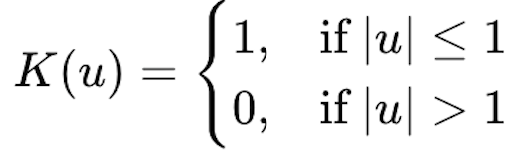 K(u) = { 1, if |u| ≤ 1
0, if |u| > 1